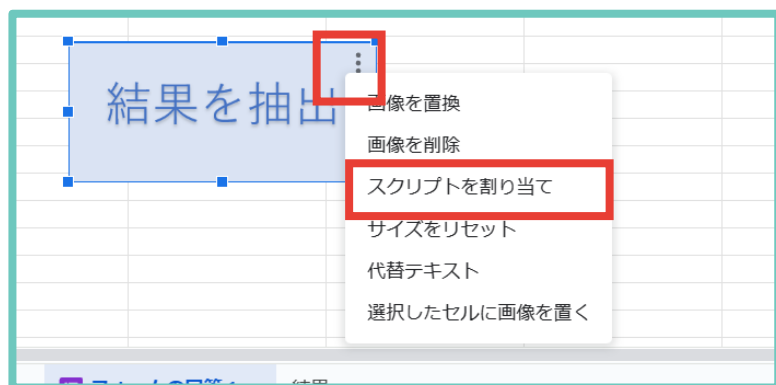 結果を抽出
画像を置換
画像を削除
スクリプトを割り当て
サイズをリセット
代替テキスト
選択したセルに画像を置く